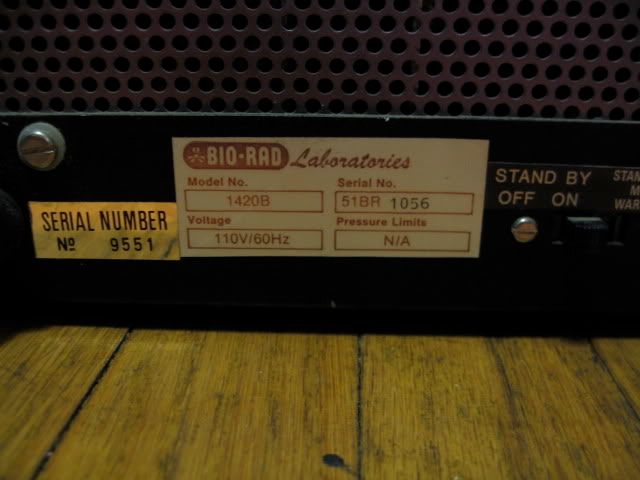 BIO-RAD Laboratories
Model No. Serial No.
1420B 51BR 1056
Voltage Pressure Limits
110V/60Hz N/A
SERIAL NUMBER
No 9551
STAND BY
OFF ON